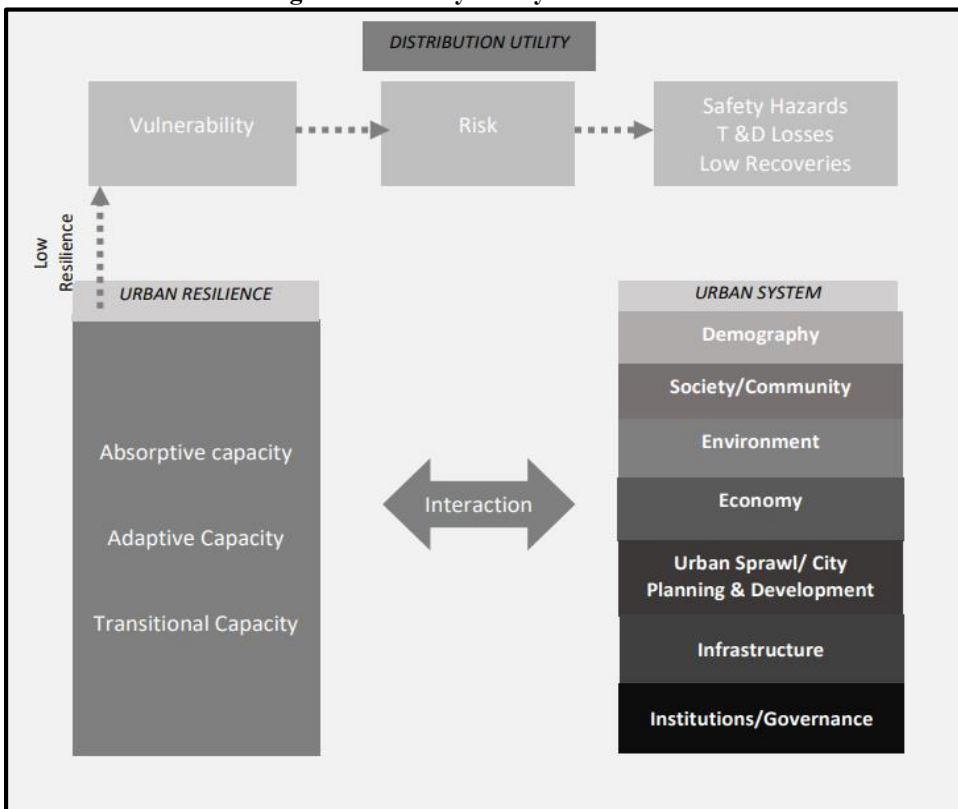 DISTRIBUTION UTILITY
Vulnerability
Risk
Safety Hazards
T &D Losses
Low Recoveries
Low
Resilience
URBAN RESILIENCE
Absorptive capacity
Adaptive Capacity
Transitional Capacity
Interaction
URBAN SYSTEM
Demography
Society/Community
Environment
Economy
Urban Sprawl/ City
Planning & Development
Infrastructure
Institutions/Governance